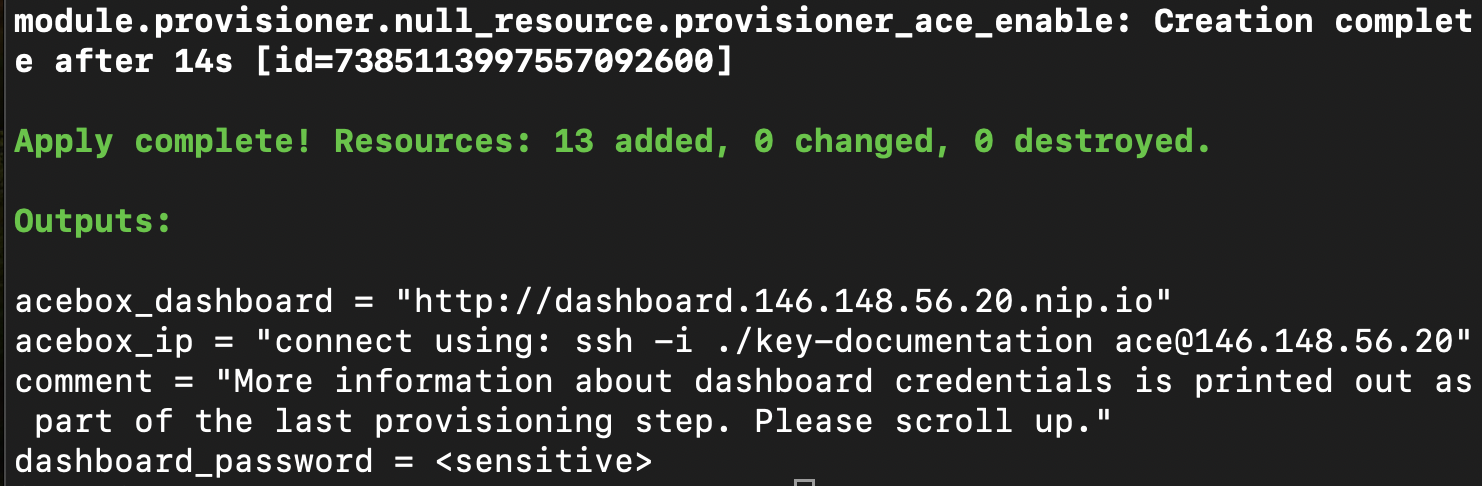 module.provisioner.null_resource.provisioner_ace_enable: Creation complet
e after 14s [id=7385113997557092600]
Apply complete! Resources: 13 added, 0 changed, 0 destroyed.
Outputs:
acebox_dashboard = "http://dashboard.146.148.56.20.nip.io"
acebox_ip = "connect using: ssh -i ./key-documentation ace@146.148.56.20"
comment = "More information about dashboard credentials is printed out as
 part of the last provisioning step. Please scroll up."
dashboard_password = <sensitive>